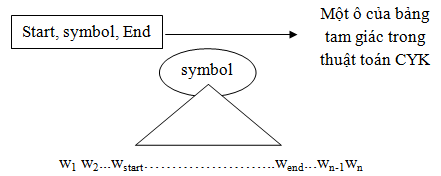 Start, symbol, End
Một ô của bảng
tam giác trong
thuật toán CYK
symbol
w1 w2...wstart........................wend...wn-1wn